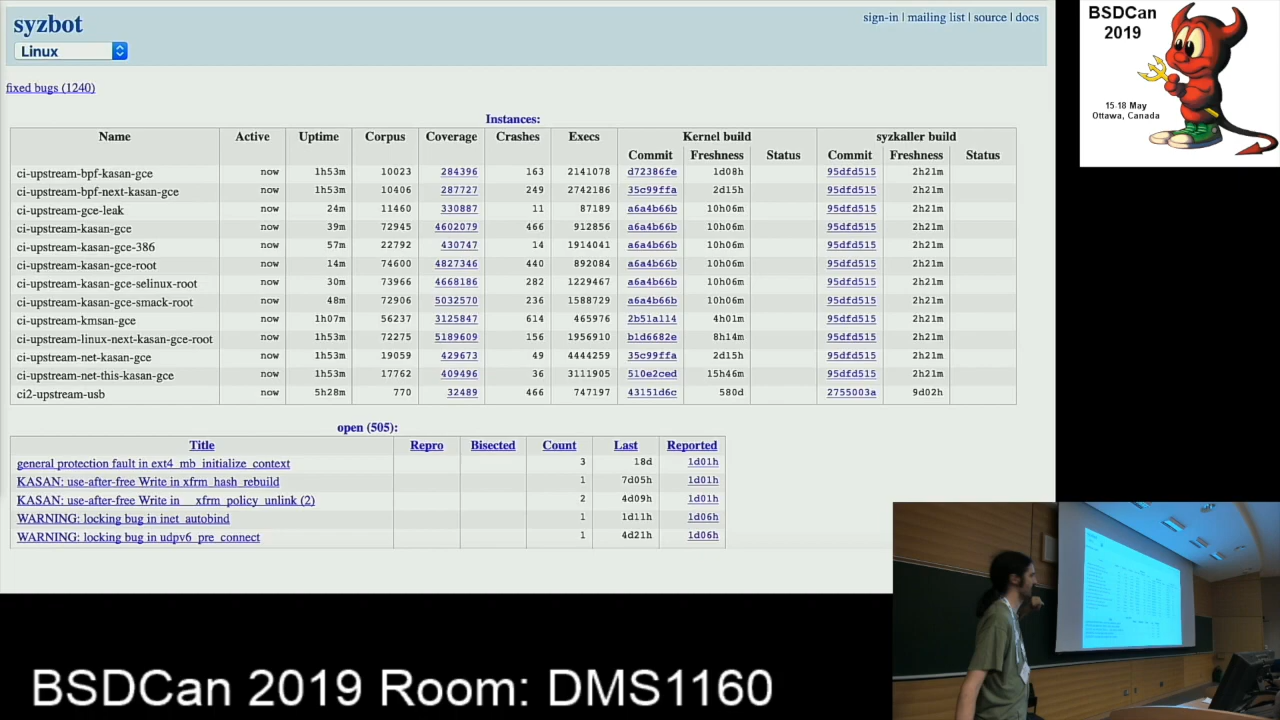 syzbot
sign-in | mailing list | source | docs
Linux
fixed bugs (1240)
Instances:
Name Active Uptime Corpus Coverage Crashes Execs Kernel build syzkaller build
Commit Freshness Status Commit Freshness Status
ci-upstream-bpf-kasan-gce now 1h53m 10023 284396 163 2141078 d72386fe 1d08h 95dfd515 2h21m
ci-upstream-bpf-next-kasan-gce now 1h53m 10406 287727 249 2742186 35c99ffa 2d15h 95dfd515 2h21m
ci-upstream-gce-leak now 24m 11460 330887 11 87189 a6a4b66b 10h06m 95dfd515 2h21m
ci-upstream-kasan-gce now 39m 72945 4602079 466 912856 a6a4b66b 10h06m 95dfd515 2h21m
ci-upstream-kasan-gce-386 now 57m 22792 430747 14 1914041 a6a4b66b 10h06m 95dfd515 2h21m
ci-upstream-kasan-gce-root now 14m 74600 4827346 440 892084 a6a4b66b 10h06m 95dfd515 2h21m
ci-upstream-kasan-gce-selinux-root now 30m 73966 4668186 282 1229467 a6a4b66b 10h06m 95dfd515 2h21m
ci-upstream-kasan-gce-smack-root now 48m 72906 5032570 236 1588729 a6a4b66b 10h06m 95dfd515 2h21m
ci-upstream-kmsan-gce now 1h07m 56237 3125847 614 465976 2b51a114 4h01m 95dfd515 2h21m
ci-upstream-linux-next-kasan-gce-root now 1h53m 72275 5189609 156 1956910 b1d6682e 8h14m 95dfd515 2h21m
ci-upstream-net-kasan-gce now 1h53m 19059 429673 49 4444259 35c99ffa 2d15h 95dfd515 2h21m
ci-upstream-net-this-kasan-gce now 1h53m 17762 409496 36 3111905 510e2ced 15h46m 95dfd515 2h21m
ci2-upstream-usb now 5h28m 770 32489 466 747197 43151d6c 580d 2755003a 9d02h
open (505):
Title Repro Bisected Count Last Reported
general protection fault in ext4_mb_initialize_context 3 18d 1d01h
KASAN: use-after-free Write in xfrm_hash_rebuild 1 7d05h 1d01h
KASAN: use-after-free Write in __xfrm_policy_unlink (2) 2 4d09h 1d01h
WARNING: locking bug in inet_autobind 1 1d11h 1d06h
WARNING: locking bug in udpv6_pre_connect 1 4d21h 1d06h
BSDCan
2019
15-18 May
Ottawa, Canada
BSDCan 2019 Room: DMS1160